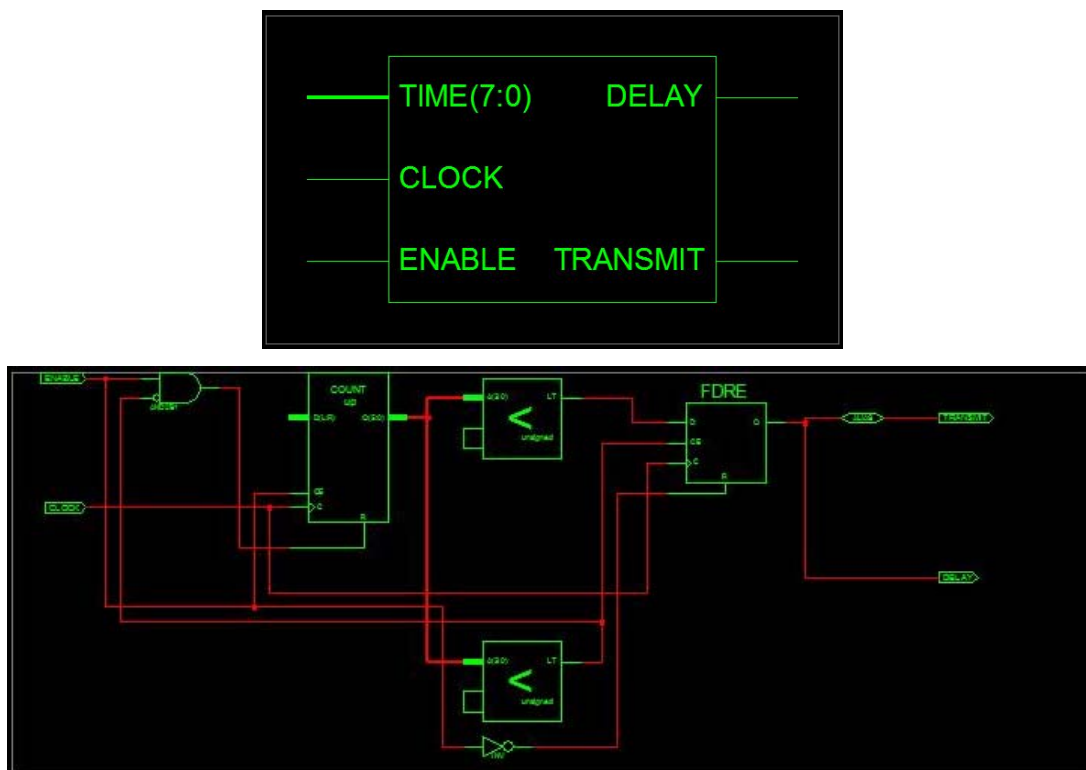 TIME(7:0) DELAY
CLOCK
ENABLE TRANSMIT
ENABLE
COUNT
up
CE
C
R
CLOCK
<
LT
unsigned
FDRE
D
Q
CE
C
R
TRANSMIT
DELAY
<
LT
unsigned
INV